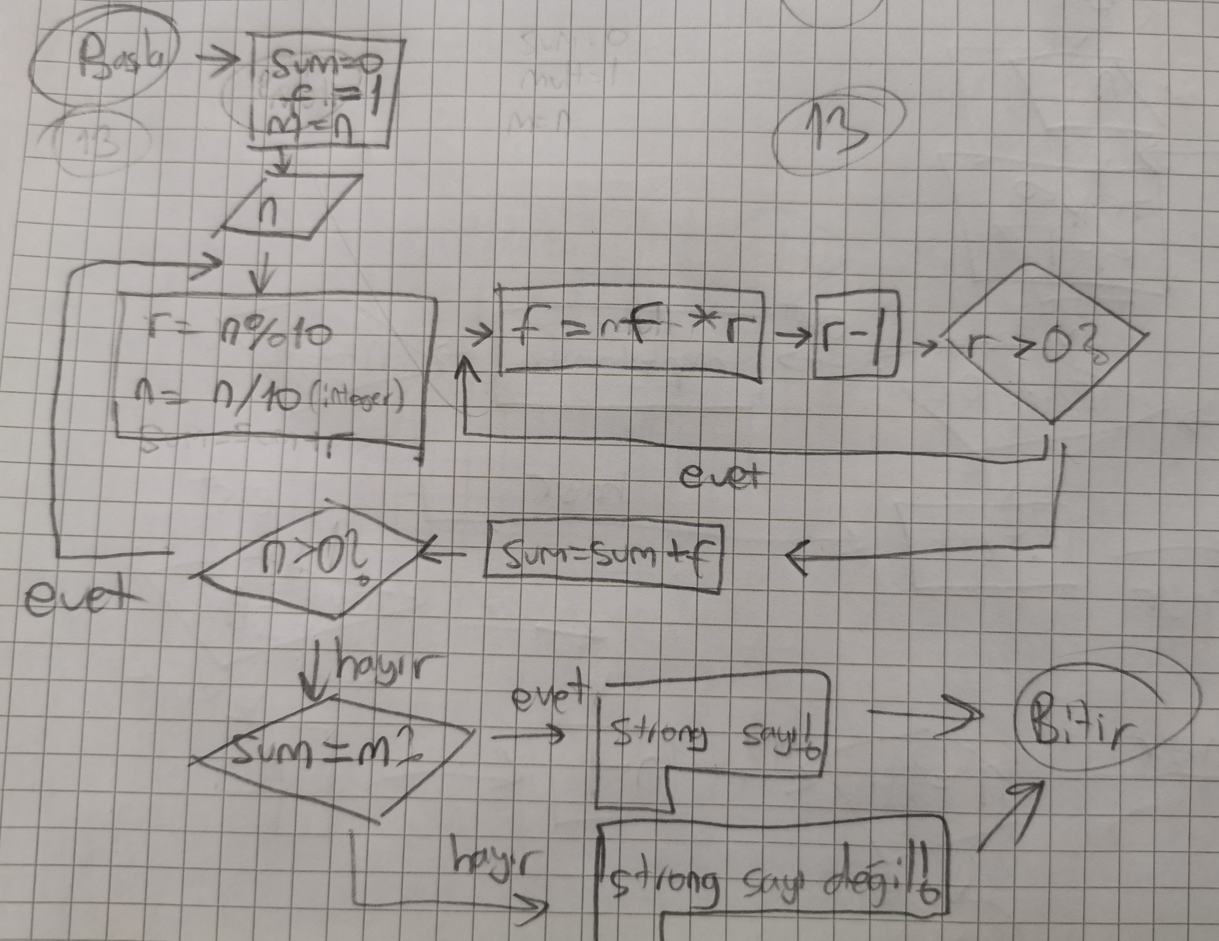 Başla
sum=0
f=1
m=n
13
13
n
r= n%10
n= n/10 (integer)
f = f * r
r-1
r>0?
evet
n>0?
sum=sum+f
evet
hayır
sum=m?
evet
Strong sayı!
Bitir
hayır
Strong sayı değil!